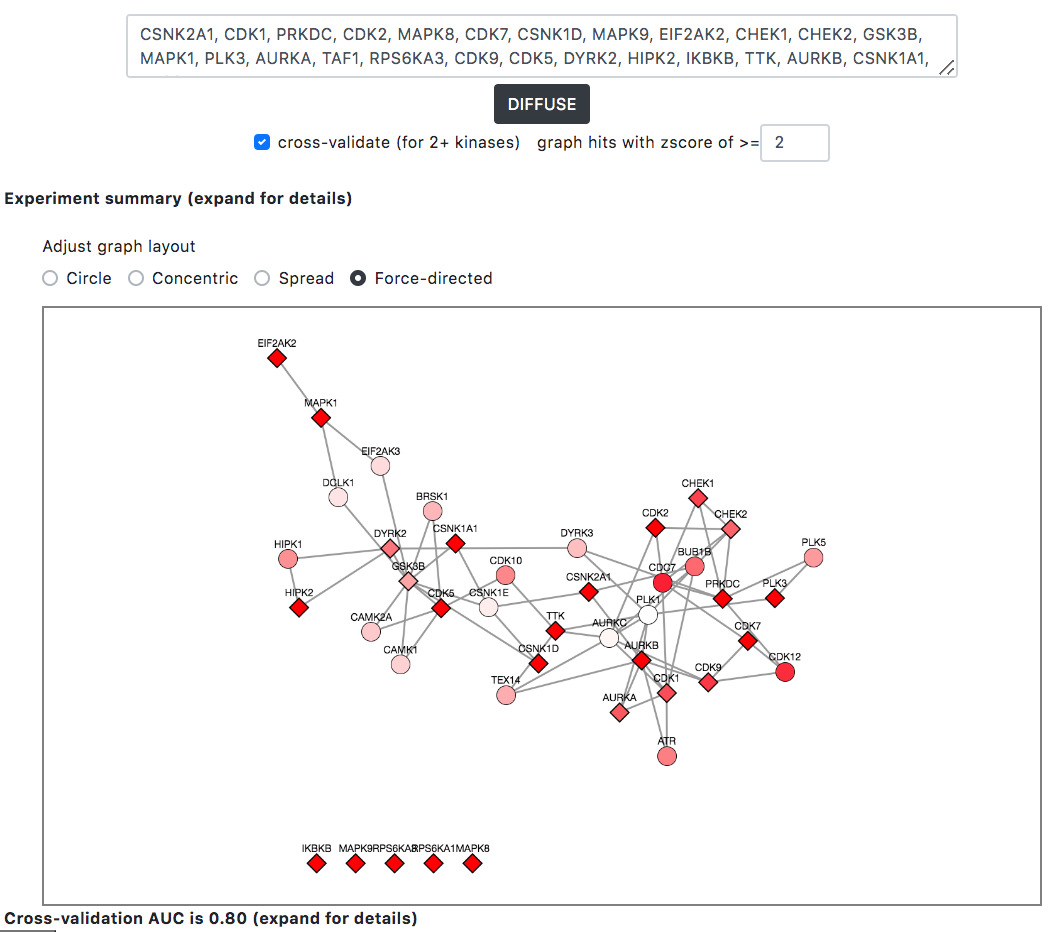 CSNK2A1, CDK1, PRKDC, CDK2, MAPK8, CDK7, CSNK1D, MAPK9, EIF2AK2, CHEK1, CHEK2, GSK3B,
MAPK1, PLK3, AURKA, TAF1, RPS6KA3, CDK9, CDK5, DYRK2, HIPK2, IKBKB, TTK, AURKB, CSNK1A1,
DIFFUSE
cross-validate (for 2+ kinases) graph hits with zscore of >= 2
Experiment summary (expand for details)
Adjust graph layout
Circle Concentric Spread Force-directed
EIF2AK2
MAPK1
EIF2AK3
DCLK1
BRSK1
CHEK1
CDK2
CHEK2
DYRK2
CSNK1A1
DYRK3
PLK5
HIPK1
BUB1B
GSK3B
CDK10
CDC7
CSNK2A1
PRKDC
PLK3
HIPK2
CDK5
CSNK1E
PLK1
CAMK2A
TTK
AURKC
CDK7
CAMK1
CSNK1D
AURKB
CDK12
CDK9
TEX14
CDK1
AURKA
ATR
IKBKB MAPK9 RPS6KA3 RPS6KA1 MAPK8
Cross-validation AUC is 0.80 (expand for details)